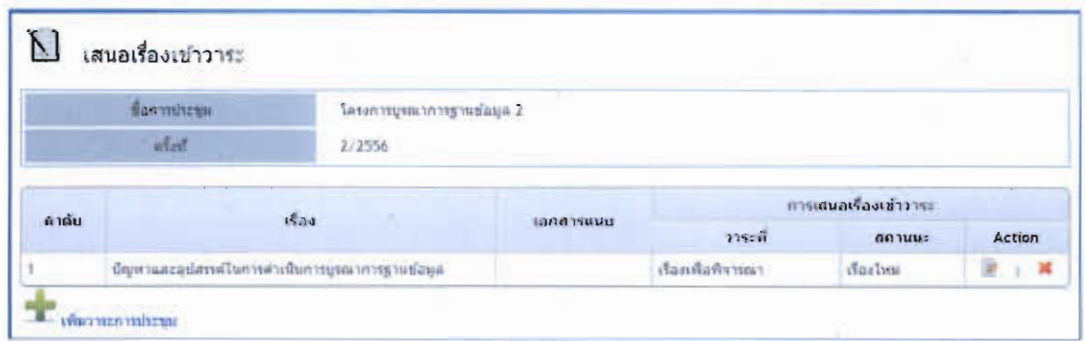 เสนอเรื่องเข้าวาระ
ชื่อการประชุม โครงการบูรณาการฐานข้อมูล 2
ครั้งที่ 2/2556
การเสนอเรื่องเข้าวาระ
ลำดับ เรื่อง เอกสารแนบ วาระที่ สถานะ Action
1 ปัญหาและอุปสรรคในการดำเนินการบูรณาการฐานข้อมูล เรื่องเพื่อพิจารณา เรื่องใหม่ |
เพิ่มวาระการประชุม